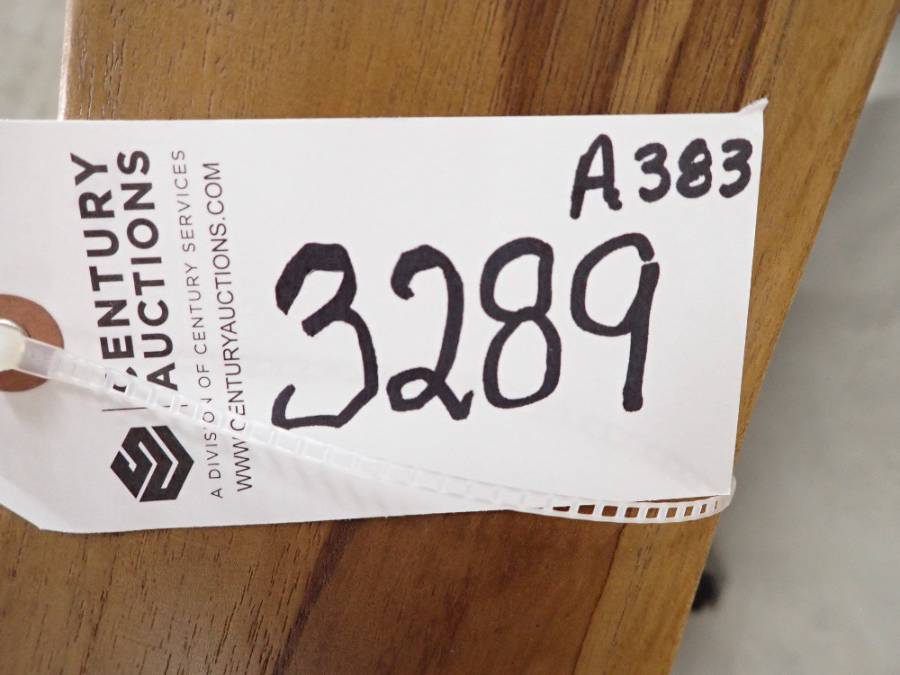 A383
3289
CENTURY
AUCTIONS
A DIVISION OF CENTURY SERVICES
WWW.CENTURYAUCTIONS.COM